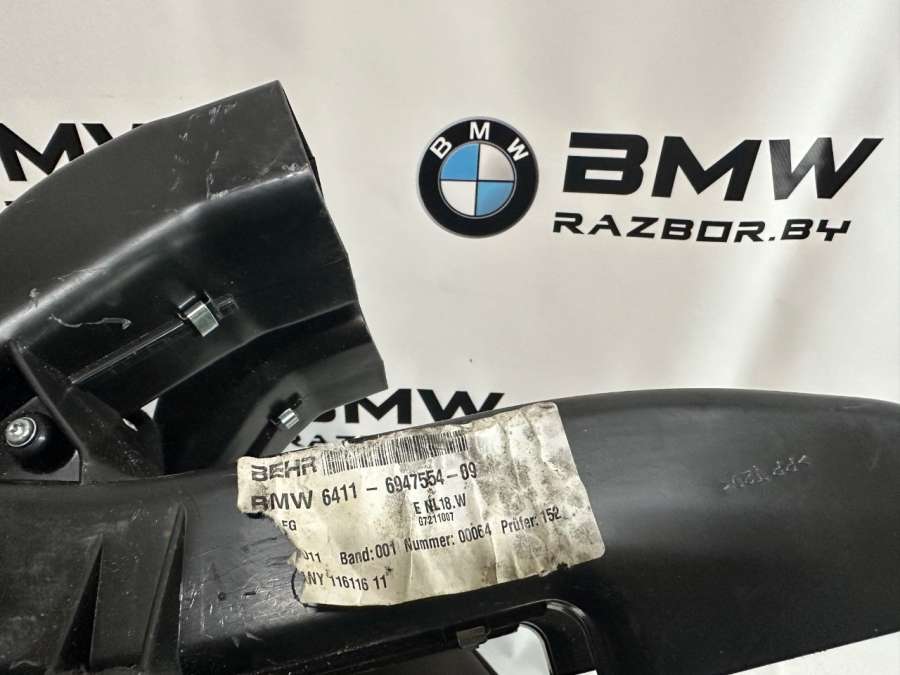 BMW
BMW
BMW
RAZBOR.BY
BMW
BEHR
BMW 6411 - 6947554-09
E NL18.W
07211007
Band:001 Nummer: 00064 Prüfer: 152
116116 11